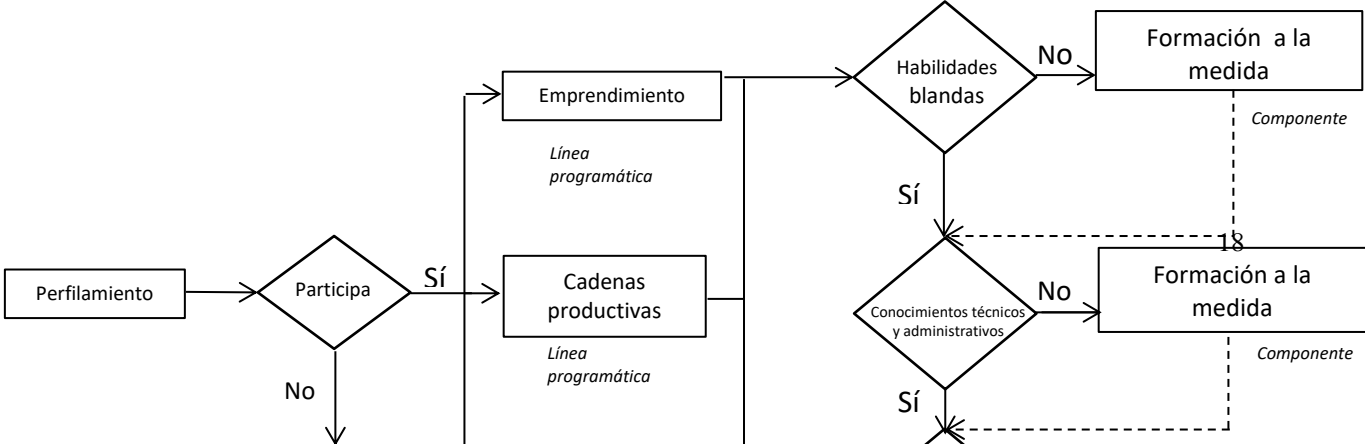 Perfilamiento
Participa
Sí
No
Emprendimiento
Línea
programática
Cadenas
productivas
Línea
programática
Habilidades
blandas
No
Formación a la
medida
Componente
Sí
18
Conocimientos técnicos
y administrativos
No
Formación a la
medida
Componente
Sí